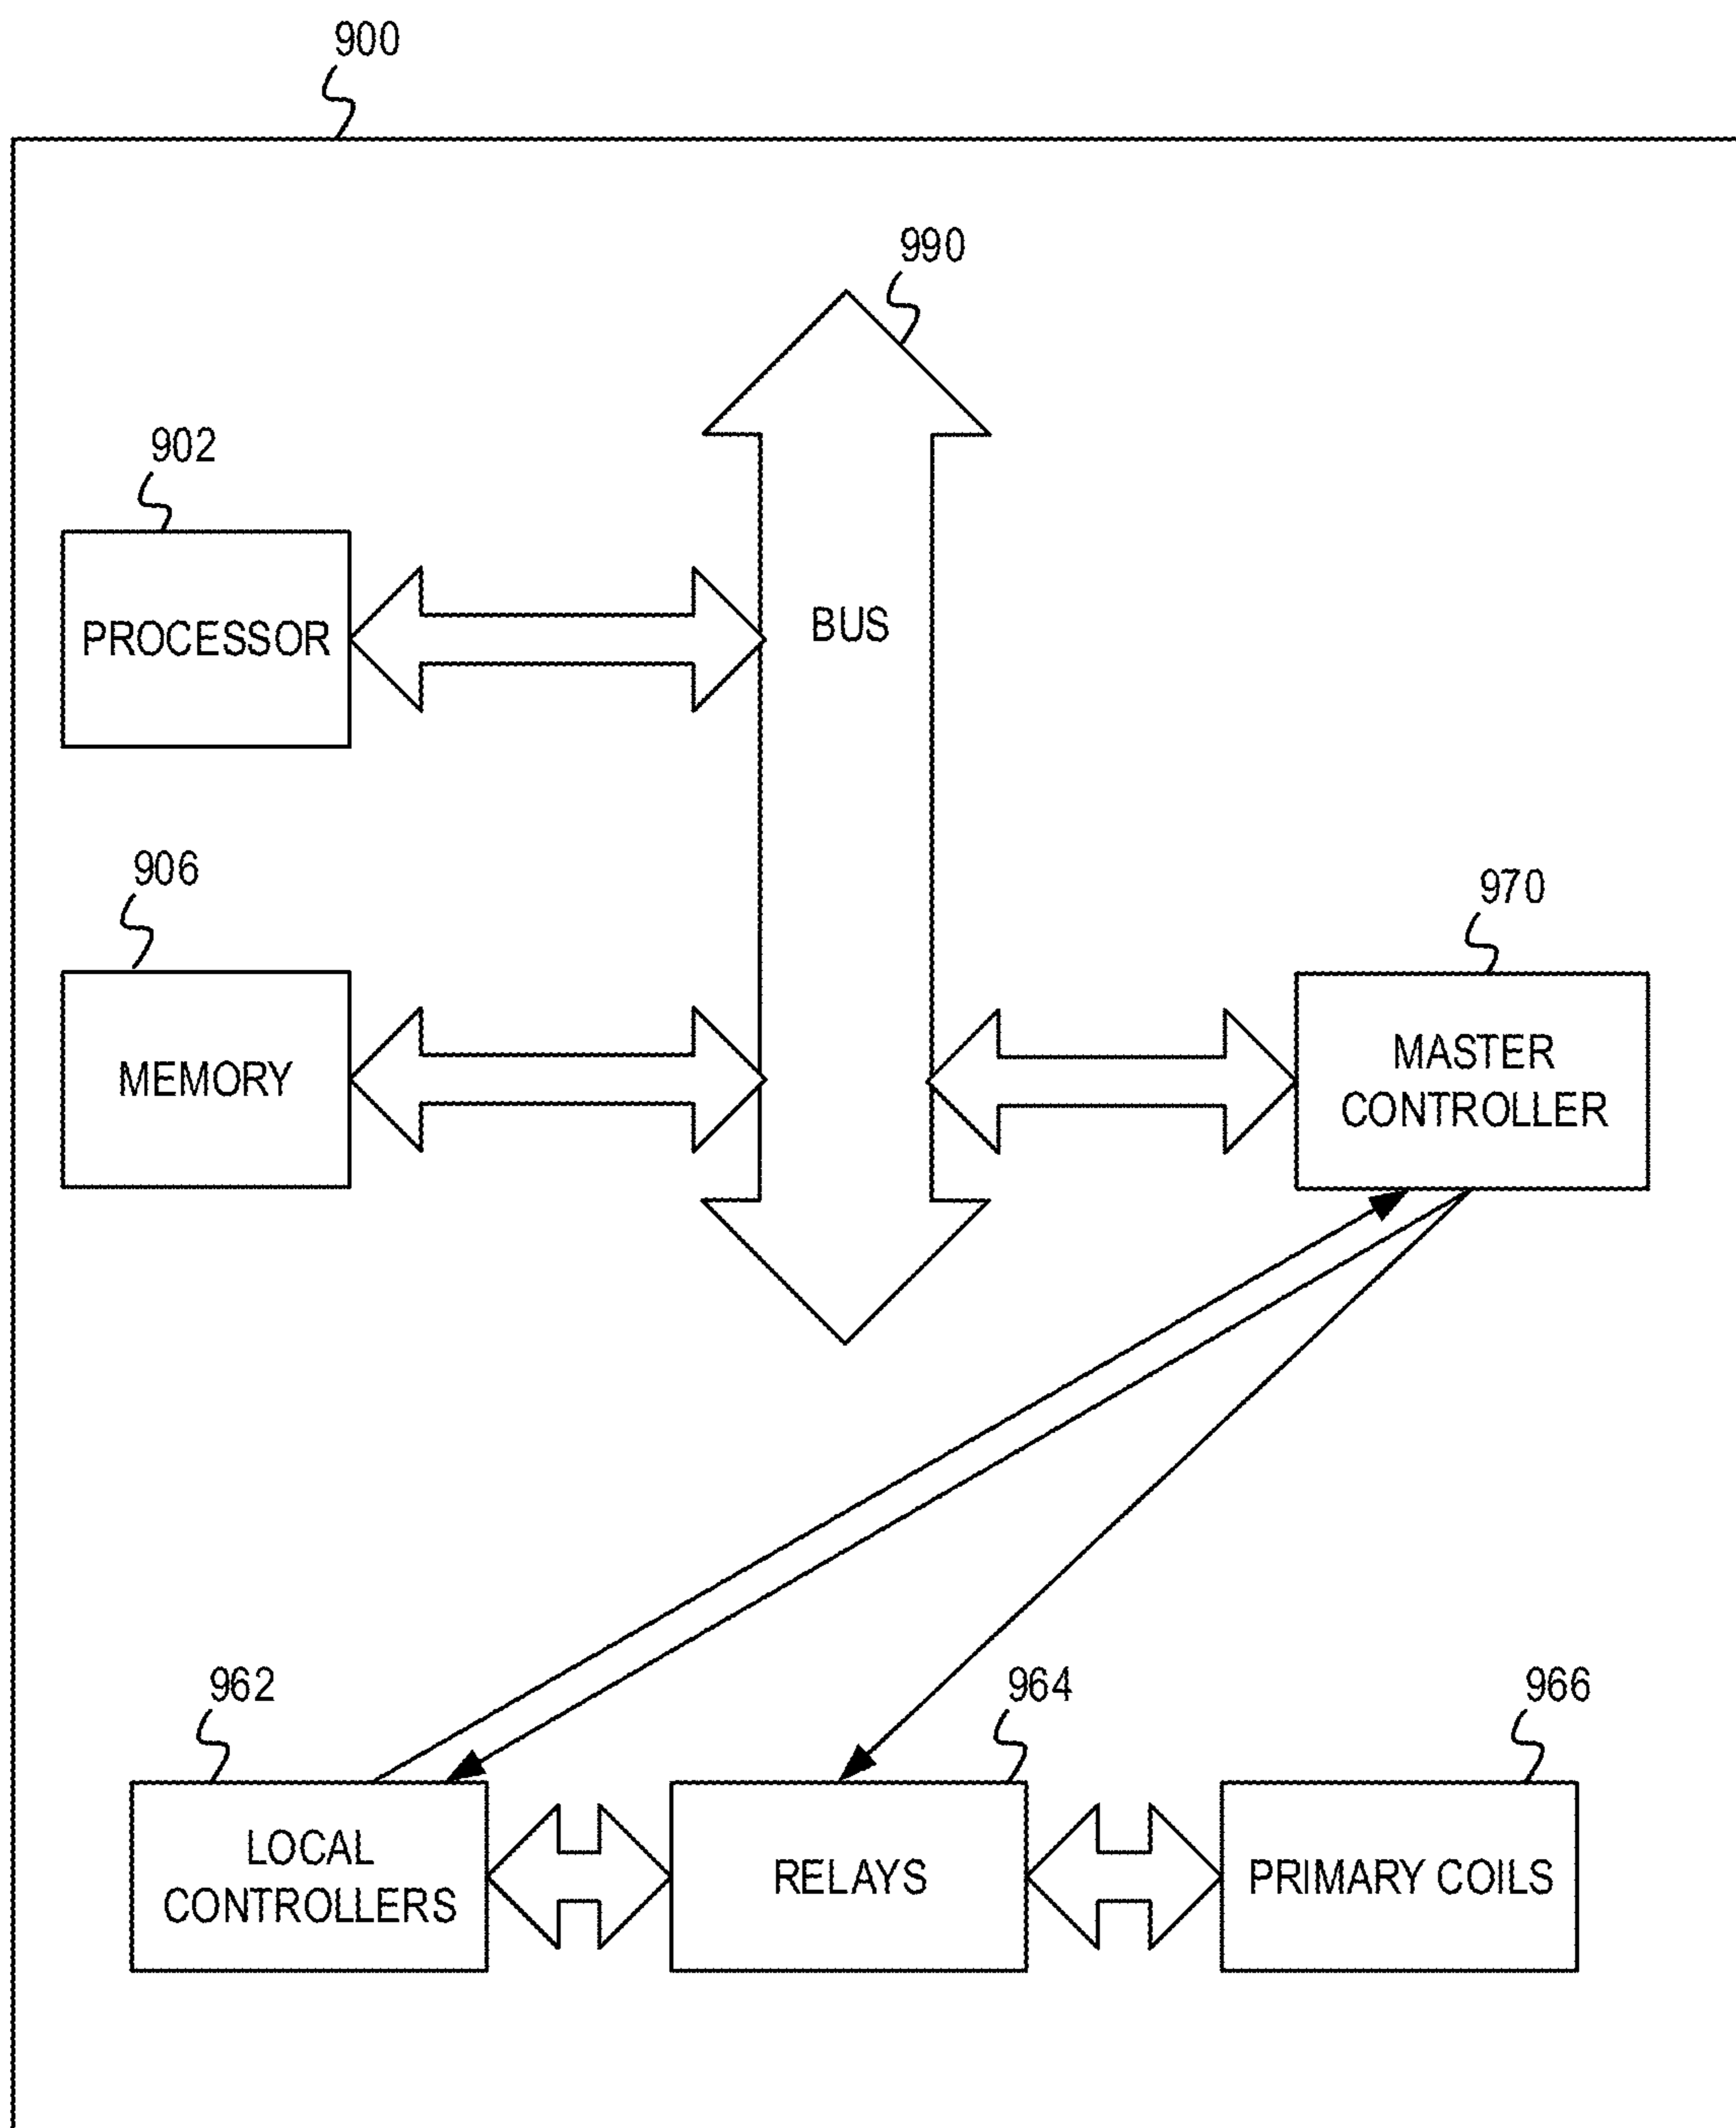 900
990
902
PROCESSOR
BUS
906
970
MEMORY
MASTER
CONTROLLER
962
964
966
LOCAL
CONTROLLERS
RELAYS
PRIMARY COILS